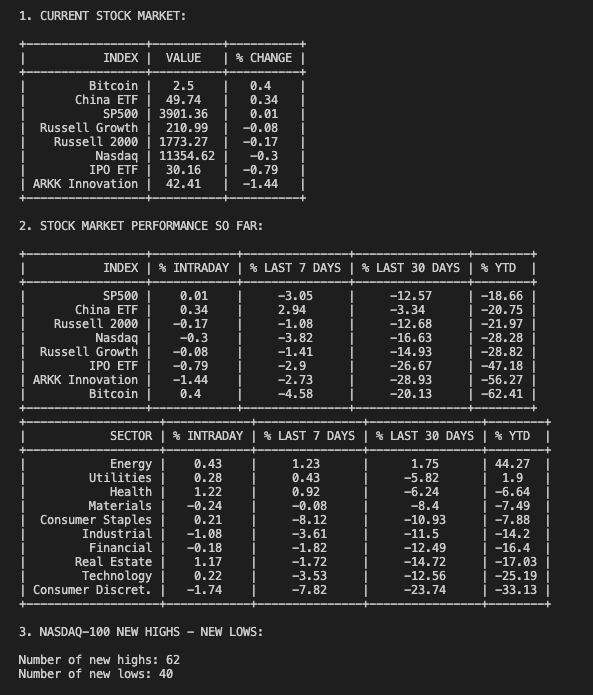 1. CURRENT STOCK MARKET:
INDEX | VALUE | % CHANGE |
Bitcoin | 2.5 | 0.4 |
China ETF | 49.74 | 0.34 |
SP500 | 3901.36 | 0.01 |
Russell Growth | 210.99 | -0.08 |
Russell 2000 | 1773.27 | -0.17 |
Nasdaq | 11354.62 | -0.3 |
IPO ETF | 30.16 | -0.79 |
ARKK Innovation | 42.41 | -1.44 |
2. STOCK MARKET PERFORMANCE SO FAR:
INDEX | % INTRADAY | % LAST 7 DAYS | % LAST 30 DAYS | % YTD |
SP500 | 0.01 | -3.05 | -12.57 | -18.66 |
China ETF | 0.34 | 2.94 | -3.34 | -20.75 |
Russell 2000 | -0.17 | -1.08 | -12.68 | -21.97 |
Nasdaq | -0.3 | -3.82 | -16.63 | -28.28 |
Russell Growth | -0.08 | -1.41 | -14.93 | -28.82 |
IPO ETF | -0.79 | -2.9 | -26.67 | -47.18 |
ARKK Innovation | -1.44 | -2.73 | -28.93 | -56.27 |
Bitcoin | 0.4 | -4.58 | -20.13 | -62.41 |
SECTOR | % INTRADAY | % LAST 7 DAYS | % LAST 30 DAYS | % YTD |
Energy | 0.43 | 1.23 | 1.75 | 44.27 |
Utilities | 0.28 | 0.43 | -5.82 | 1.9 |
Health | 1.22 | 0.92 | -6.24 | -6.64 |
Materials | -0.24 | -0.08 | -8.4 | -7.49 |
Consumer Staples | 0.21 | -8.12 | -10.93 | -7.88 |
Industrial | -1.08 | -3.61 | -11.5 | -14.2 |
Financial | -0.18 | -1.82 | -12.49 | -16.4 |
Real Estate | 1.17 | -1.72 | -14.72 | -17.03 |
Technology | 0.22 | -3.53 | -12.56 | -25.19 |
Consumer Discret. | -1.74 | -7.82 | -23.74 | -33.13 |
3. NASDAQ-100 NEW HIGHS - NEW LOWS:
Number of new highs: 62
Number of new lows: 40